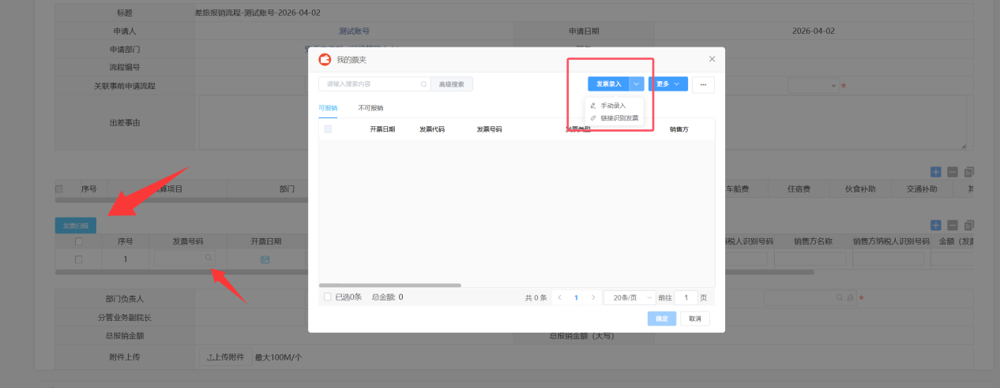 标题 差旅报销流程-测试账号-2026-04-02
申请人 测试账号 申请日期 2026-04-02
申请部门
流程编号
关联事前申请流程 *
出差事由
我的票夹
请输入搜索内容 高级搜索 发票录入 更多 ...
手动录入
链接识别发票
可报销 不可报销
开票日期 发票代码 发票号码 发票类型 销售方
序号 算项目 部门 车船费 住宿费 伙食补助 交通补助
发票扫描
序号 发票号码 开票日期 税人识别号码 销售方名称 销售方纳税人识别号码 金额（发票
1
已选0条 总金额: 0 共 0 条 < 1 > 20条/页 前往 1 页
确定 取消
部门负责人 *
分管业务副院长
总报销金额 总报销金额（大写）
附件上传 上传附件 最大100M/个